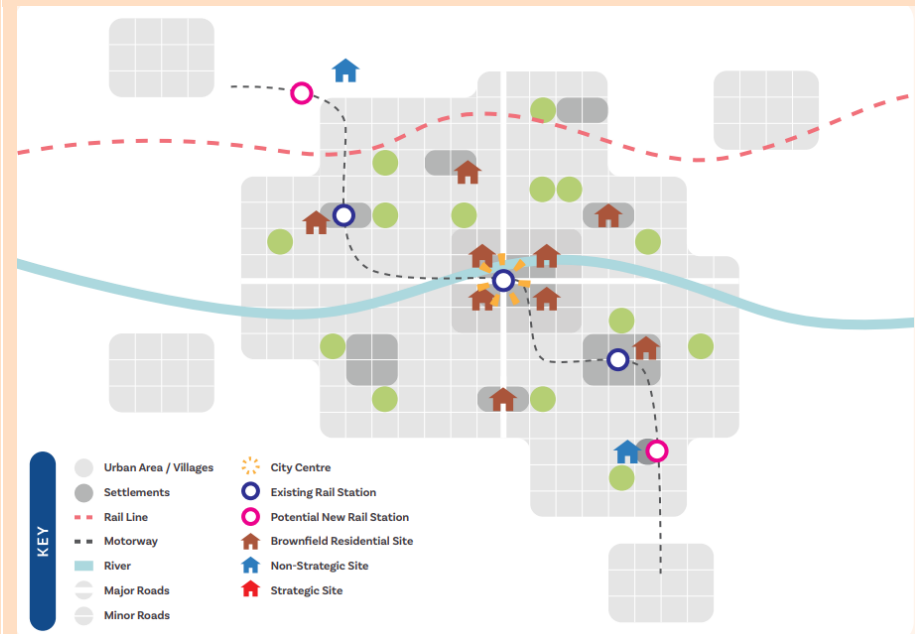 KEY
Urban Area / Villages
Settlements
Rail Line
Motorway
River
Major Roads
Minor Roads
City Centre
Existing Rail Station
Potential New Rail Station
Brownfield Residential Site
Non-Strategic Site
Strategic Site